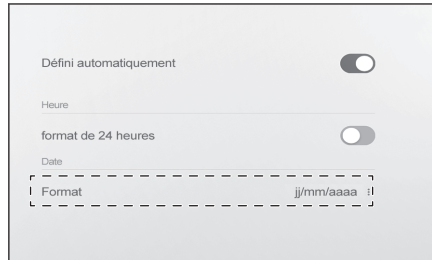 Défini automatiquement
Heure
format de 24 heures
Date
Format jj/mm/aaaa